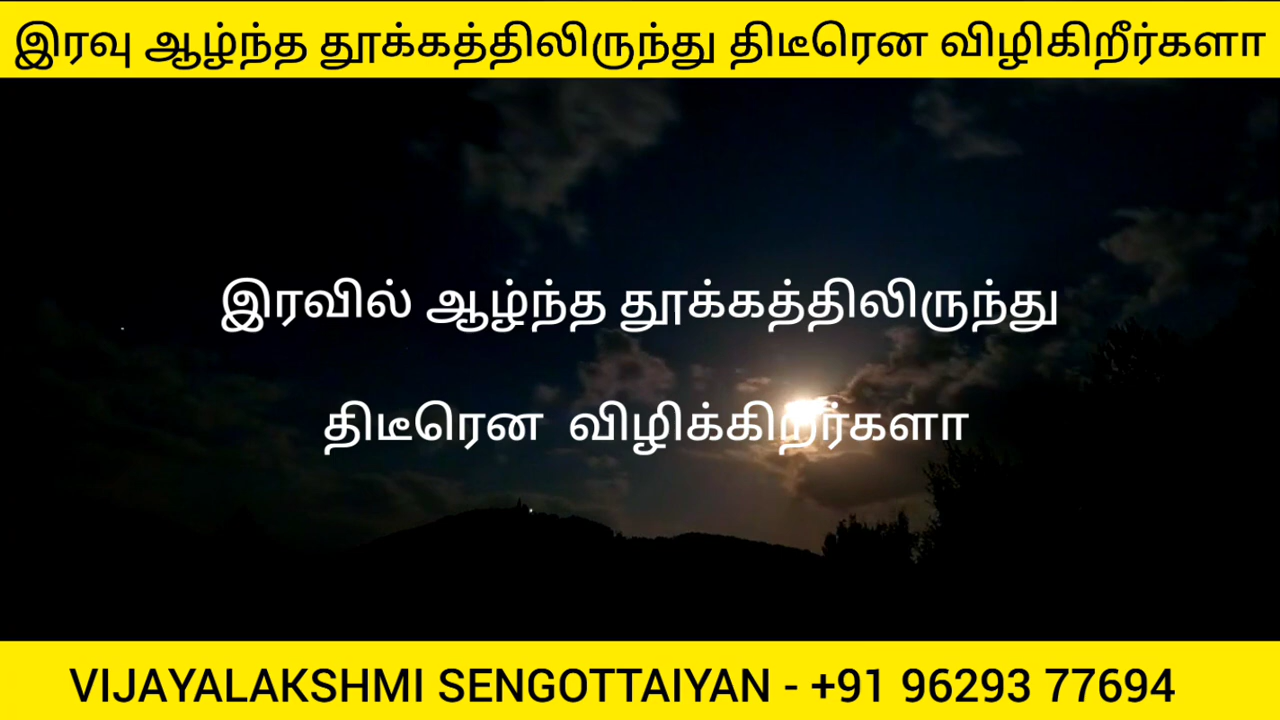 இரவு ஆழ்ந்த தூக்கத்திலிருந்து திடீரென விழிகிறீர்களா
இரவில் ஆழ்ந்த தூக்கத்திலிருந்து
திடீரென விழிக்கிறீர்களா
VIJAYALAKSHMI SENGOTTAIYAN - +91 96293 77694